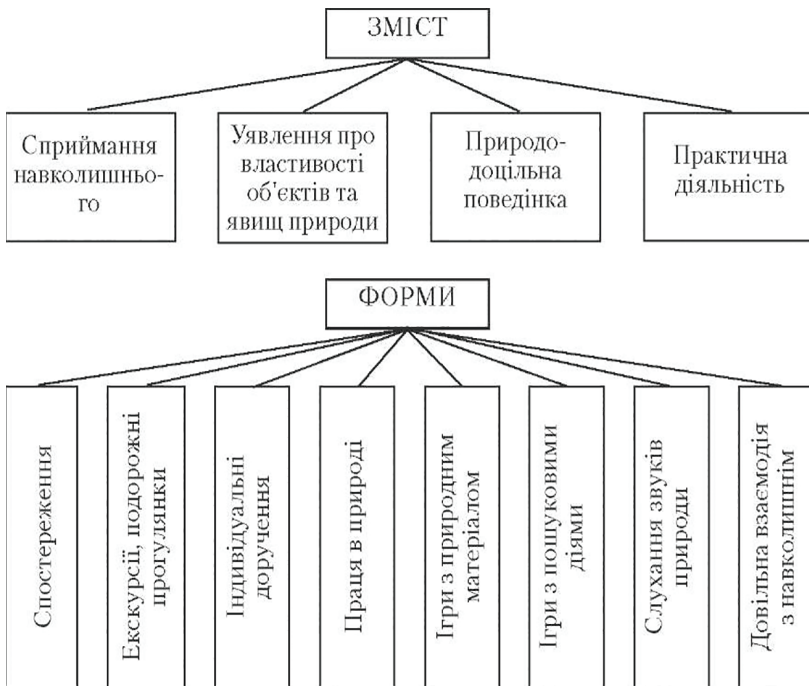 ЗМІСТ
Сприймання
навколишньо-
го
Уявлення про
властивості
об'єктів та
явищ природи
Природо-
доцільна
поведінка
Практична
діяльність
ФОРМИ
Спостереження
Екскурсії, подорожні
прогулянки
Індивідуальні
доручення
Праця в природі
Ігри з природним
матеріалом
Ігри з пошуковими
діями
Слухання звуків
природи
Довільна взаємодія
з навколишнім